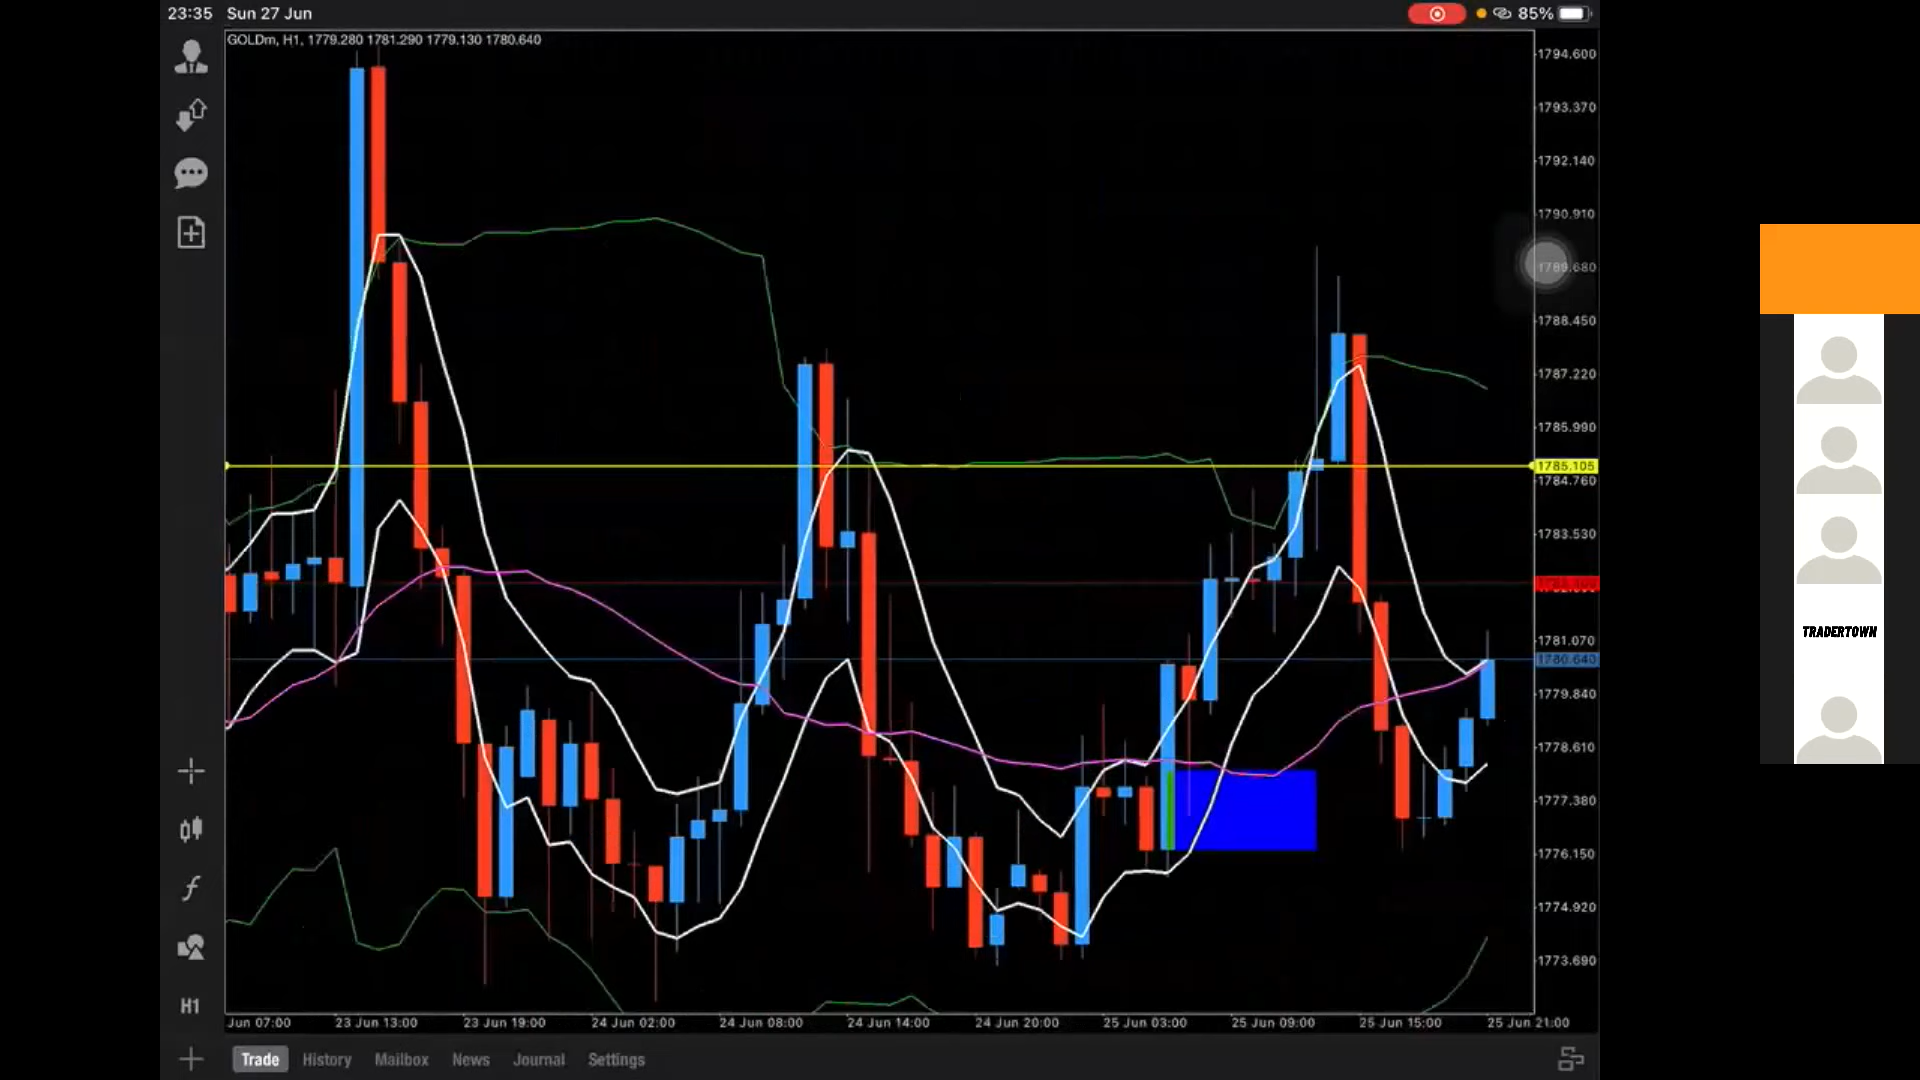 23:35 Sun 27 Jun
85%
GOLDm, H1, 1779.280 1781.290 1779.130 1780.640
1794.600
1793.370
1792.140
1790.910
1789.680
1788.450
1787.220
1785.990
1785.105
1784.760
1783.530
1781.070
1780.640
1779.840
1778.610
1777.380
1776.150
1774.920
1773.690
TRADERTOWN
H1
Jun 07:00
23 Jun 13:00
23 Jun 19:00
24 Jun 02:00
24 Jun 08:00
24 Jun 14:00
24 Jun 20:00
25 Jun 03:00
25 Jun 09:00
25 Jun 15:00
25 Jun 21:00
Trade History Mailbox News Journal Settings